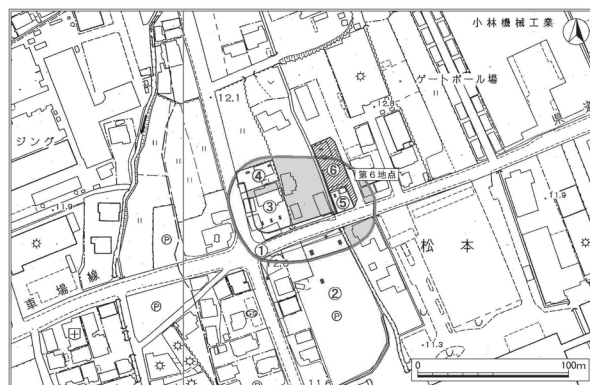 小林機械工業
ゲートボール場
12.1
12.8
ジング
④
⑥
第6地点
11.9
③
⑤
11.9
①
松本
車場線
②
11.3
11.6
0 100m